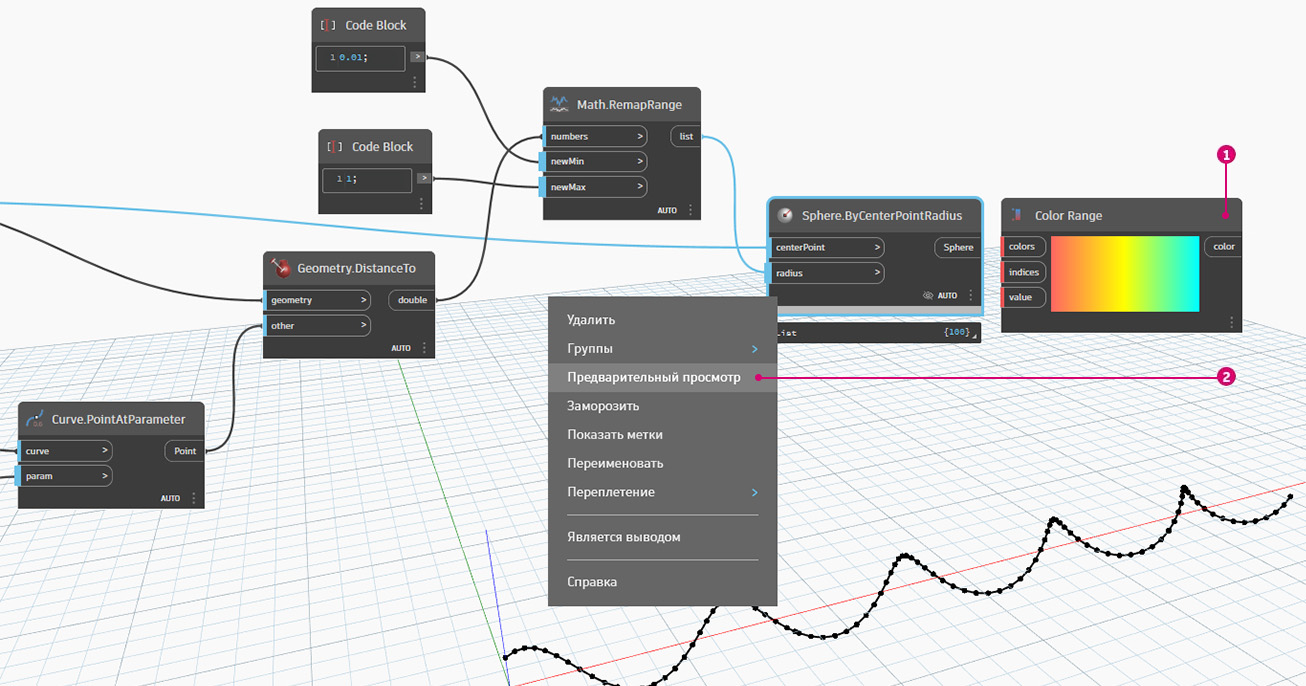 Code Block
1 0.01;
>
Code Block
1 1;
>
Math.RemapRange
numbers >
list
newMin >
newMax >
AUTO
1
Sphere.ByCenterPointRadius
centerPoint >
Sphere
radius >
AUTO
List
{100}
Color Range
colors
color
indices
value
Geometry.DistanceTo
geometry >
double
other >
AUTO
Curve.PointAtParameter
curve >
Point
param >
AUTO
Удалить
Группы >
Предварительный просмотр
2
Заморозить
Показать метки
Переименовать
Переплетение >
Является выводом
Справка